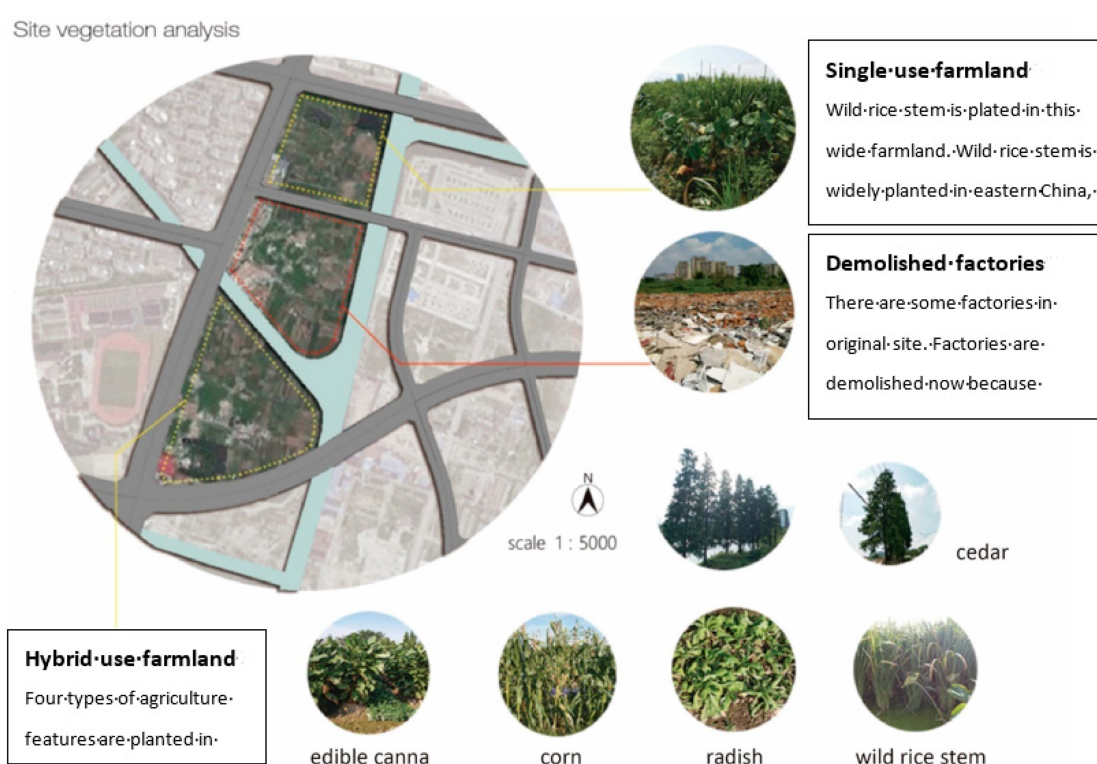 Site vegetation analysis
Single·use·farmland
Wild·rice·stem·is·plated·in·this·
wide·farmland.·Wild·rice·stem·is·
widely·planted·in·eastern·China,·
Demolished·factories
There·are·some·factories·in·
original·site.·Factories·are·
demolished·now·because·
N
scale 1 : 5000
cedar
Hybrid·use·farmland
Four·types·of·agriculture·
features·are·planted·in·
edible canna
corn
radish
wild rice stem